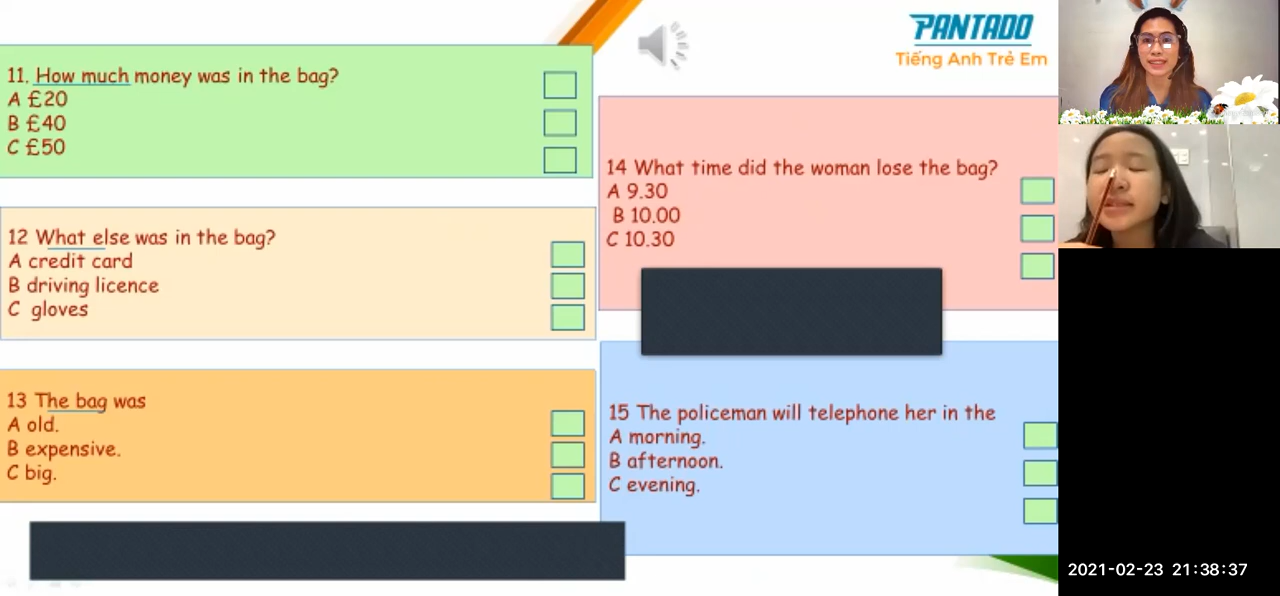 PANTADO
Tiếng Anh Trẻ Em
11. How much money was in the bag?
A £20
B £40
C £50
12 What else was in the bag?
A credit card
B driving licence
C gloves
13 The bag was
A old.
B expensive.
C big.
14 What time did the woman lose the bag?
A 9.30
B 10.00
C 10.30
15 The policeman will telephone her in the
A morning.
B afternoon.
C evening.
2021-02-23 21:38:37